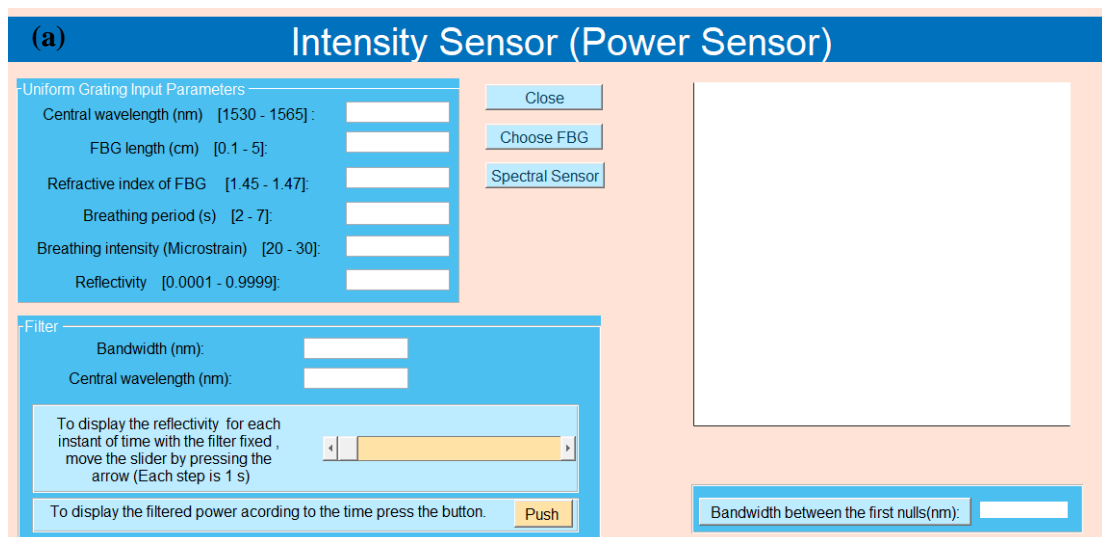 (a)
Intensity Sensor (Power Sensor)
Uniform Grating Input Parameters
Central wavelength (nm) [1530 - 1565] :
FBG length (cm) [0.1 - 5]:
Refractive index of FBG [1.45 - 1.47]:
Breathing period (s) [2 - 7]:
Breathing intensity (Microstrain) [20 - 30]:
Reflectivity [0.0001 - 0.9999]:
Close
Choose FBG
Spectral Sensor
Filter
Bandwidth (nm):
Central wavelength (nm):
To display the reflectivity for each
instant of time with the filter fixed ,
move the slider by pressing the
arrow (Each step is 1 s)
To display the filtered power acording to the time press the button.
Push
Bandwidth between the first nulls(nm):